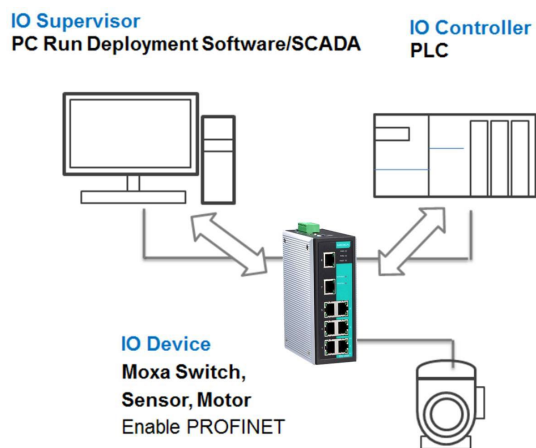 IO Supervisor
PC Run Deployment Software/SCADA
IO Controller
PLC
IO Device
Moxa Switch,
Sensor, Motor
Enable PROFINET